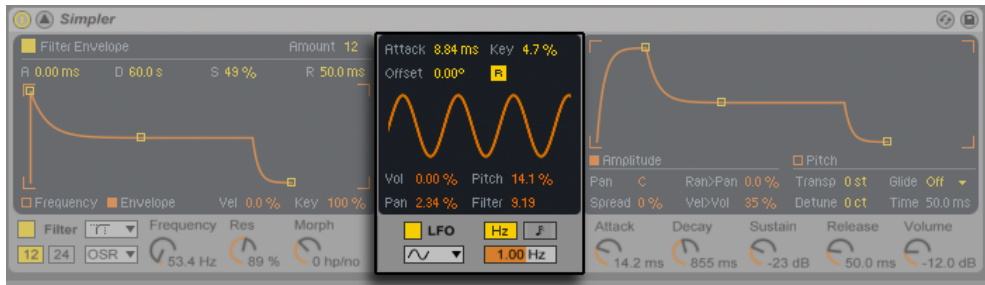 Simpler
Filter Envelope Amount 12
A 0.00 ms D 60.0 s S 49 % R 50.0 ms
Frequency Envelope Vel 0.0 % Key 100 %
Filter Frequency Res Morph
12 24 OSR 53.4 Hz 89 % 0 hp/no
Attack 8.84 ms Key 4.7 %
Offset 0.00° R
Vol 0.00 % Pitch 14.1 %
Pan 2.34 % Filter 9.19
LFO Hz
1.00 Hz
Amplitude Pitch
Pan C Ran>Pan 0.0 % Transp 0 st Glide Off
Spread 0 % Vel>Vol 35 % Detune 0 ct Time 50.0 ms
Attack Decay Sustain Release Volume
14.2 ms 855 ms -23 dB 50.0 ms -12.0 dB